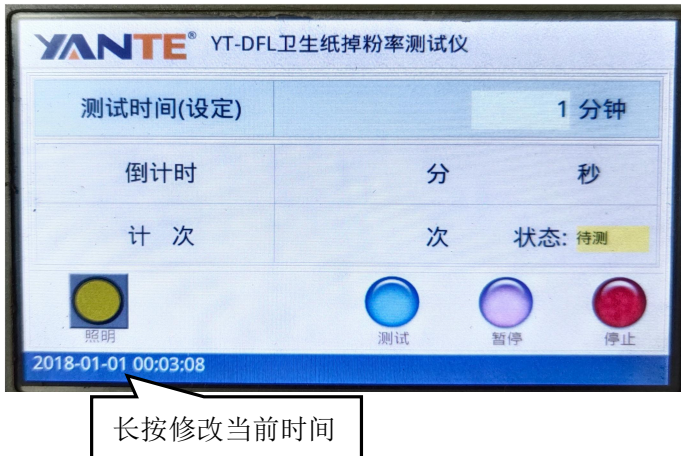 YANTE® YT-DFL卫生纸掉粉率测试仪
测试时间(设定) 1 分钟
倒计时 分 秒
计 次 次 状态: 待测
照明 测试 暂停 停止
2018-01-01 00:03:08
长按修改当前时间